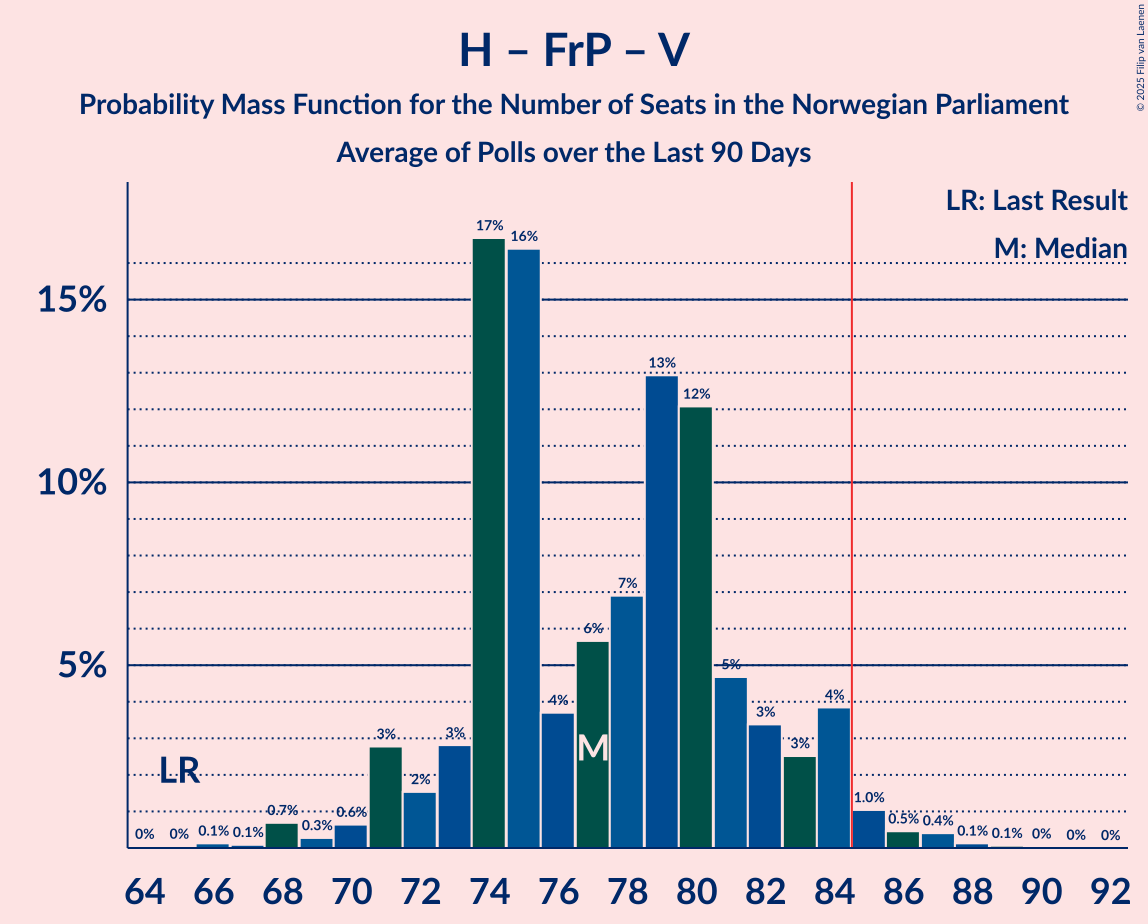 H – FrP – V
Probability Mass Function for the Number of Seats in the Norwegian Parliament
Average of Polls over the Last 90 Days
© 2025 Filip van Laenen
LR: Last Result
M: Median
15%
10%
5%
0% 0% 0.1% 0.1% 0.7% 0.3% 0.6% 3% 2% 3% 17% 16% 4% 6% 7% 13% 12% 5% 3% 3% 4% 1.0% 0.5% 0.4% 0.1% 0.1% 0% 0% 0%
LR
M
64 66 68 70 72 74 76 78 80 82 84 86 88 90 92